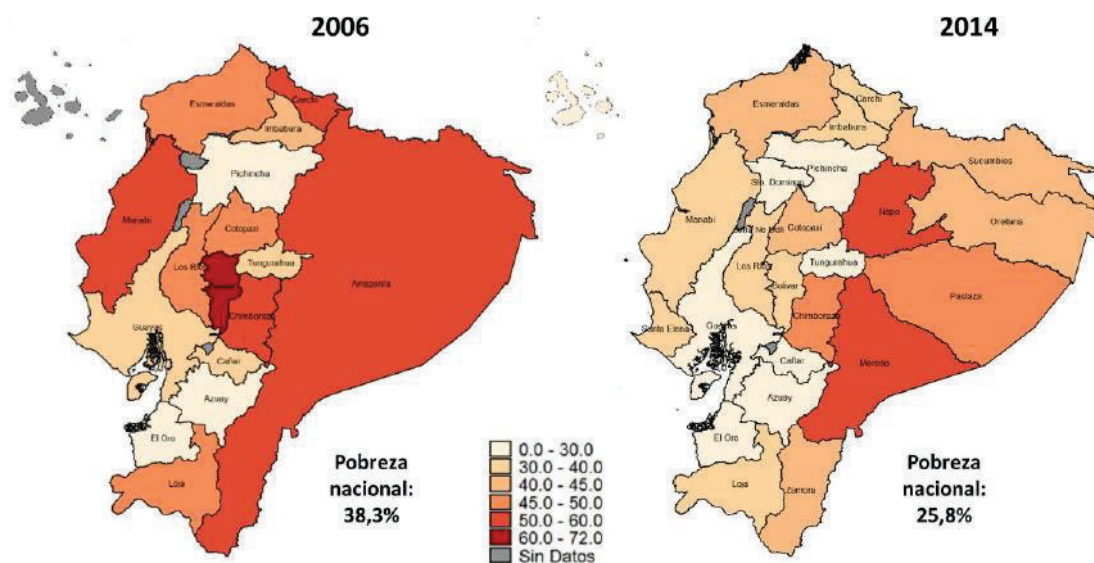 2006
Esmeraldas
Carchi
Imbabura
Pichincha
Manabi
Cotopaxi
Los Rios
Tungurahua
Amazonía
Chimborazo
Guayas
Cañar
Azuay
El Oro
Loja
Pobreza
nacional:
38,3%
0.0 - 30.0
30.0 - 40.0
40.0 - 45.0
45.0 - 50.0
50.0 - 60.0
60.0 - 72.0
Sin Datos
2014
Esmeraldas
Carchi
Imbabura
Sucumbios
Pichincha
Sto. Domingo
Napo
Orellana
Manabi
Cotopaxi
Tungurahua
Los Rios
Bolivar
Pastaza
Santa Elena
Guayas
Chimborazo
Morona
Cañar
Azuay
El Oro
Loja
Zamora
Pobreza
nacional:
25,8%